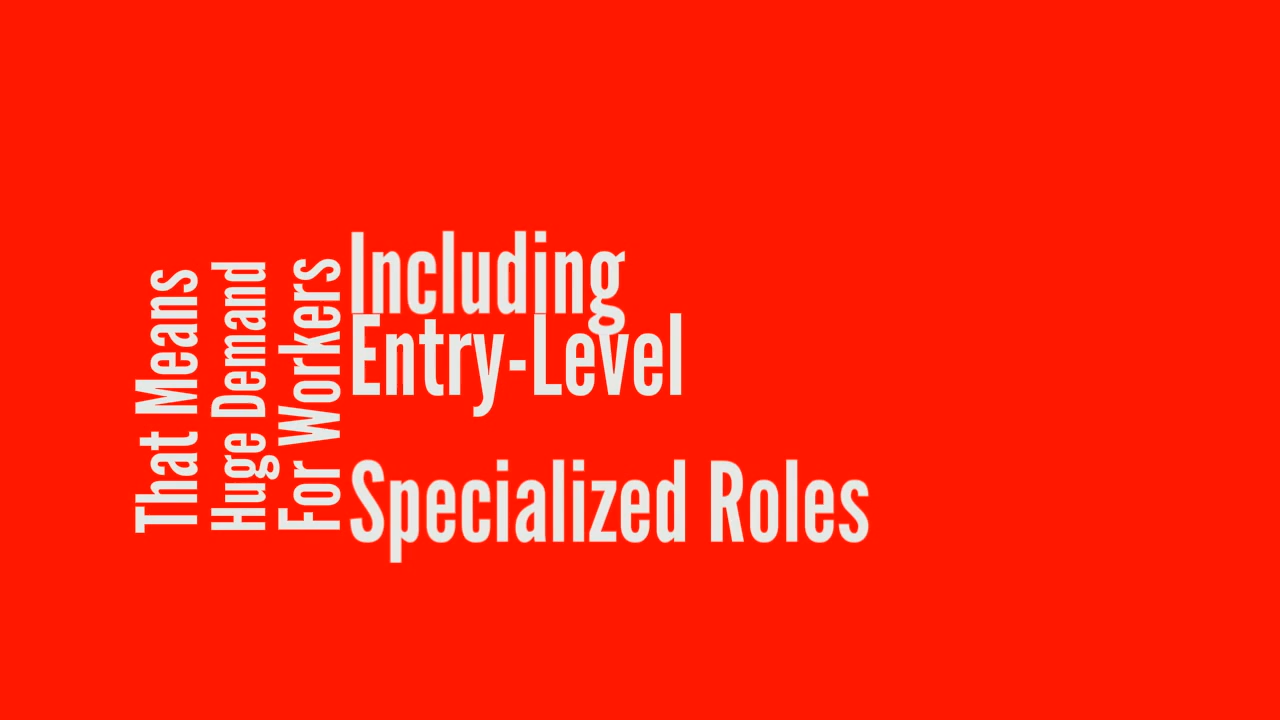 That Means
Huge Demand
For Workers
Including
Entry-Level
Specialized Roles